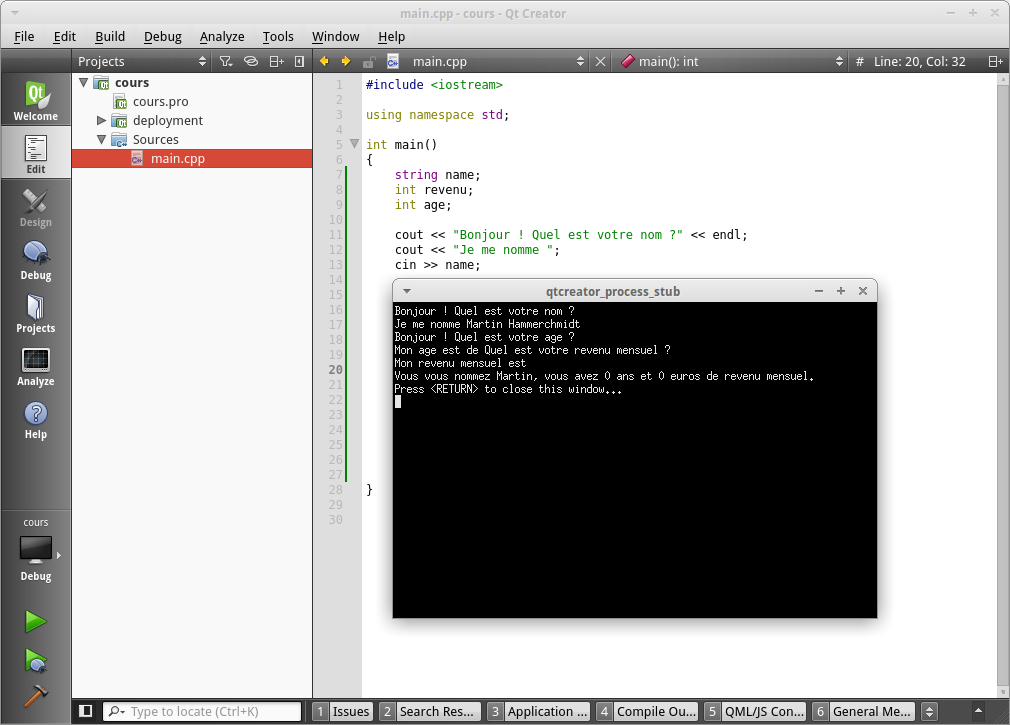 main.cpp - cours - Qt Creator
File Edit Build Debug Analyze Tools Window Help
Projects main.cpp main(): int # Line: 20, Col: 32
Welcome
Edit
Design
Debug
Projects
Analyze
Help
cours
Debug
cours
cours.pro
deployment
Sources
main.cpp
1 #include <iostream>
2
3 using namespace std;
4
5 int main()
6 {
7 string name;
8 int revenu;
9 int age;
10
11 cout << "Bonjour ! Quel est votre nom ?" << endl;
12 cout << "Je me nomme ";
13 cin >> name;
14
15
16
17
18
19
20
21
22
23
24
25
26
27
28 }
29
30
qtcreator_process_stub
Bonjour ! Quel est votre nom ?
Je me nomme Martin Hammerchmidt
Bonjour ! Quel est votre age ?
Mon age est de Quel est votre revenu mensuel ?
Mon revenu mensuel est
Vous vous nommez Martin, vous avez 0 ans et 0 euros de revenu mensuel.
Press <RETURN> to close this window...
Type to locate (Ctrl+K) 1 Issues 2 Search Res... 3 Application ... 4 Compile Ou... 5 QML/JS Con... 6 General Me...